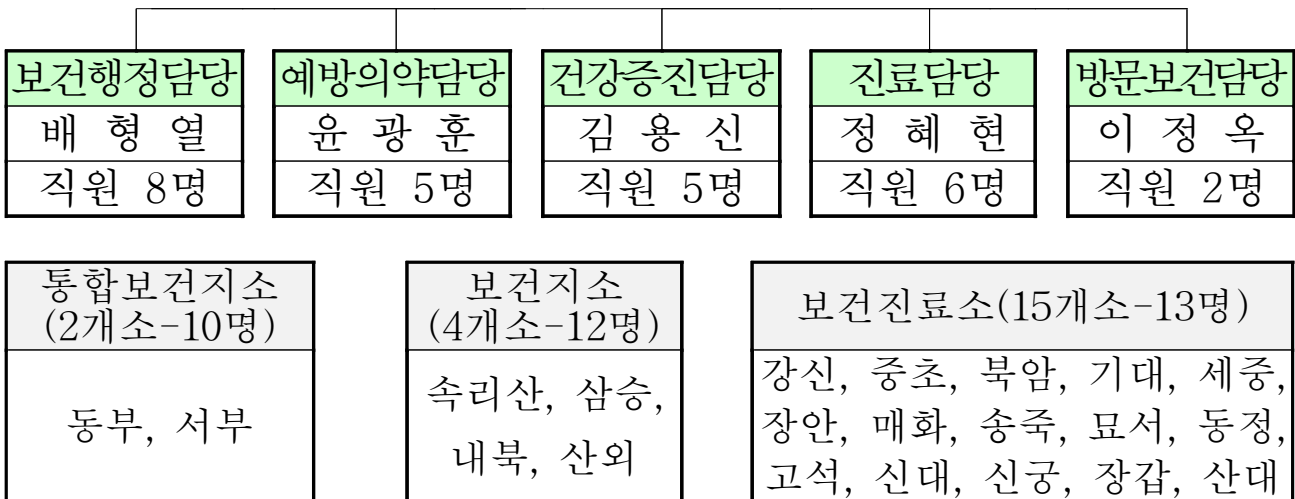 보건행정담당
배 형 열
직원 8명
예방의약담당
윤 광 훈
직원 5명
건강증진담당
김 용 신
직원 5명
진료담당
정 혜 현
직원 6명
방문보건담당
이 정 옥
직원 2명
통합보건지소
(2개소-10명)
동부, 서부
보건지소
(4개소-12명)
속리산, 삼승,
내북, 산외
보건진료소(15개소-13명)
강신, 중초, 북암, 기대, 세중,
장안, 매화, 송죽, 묘서, 동정,
고석, 신대, 신궁, 장갑, 산대